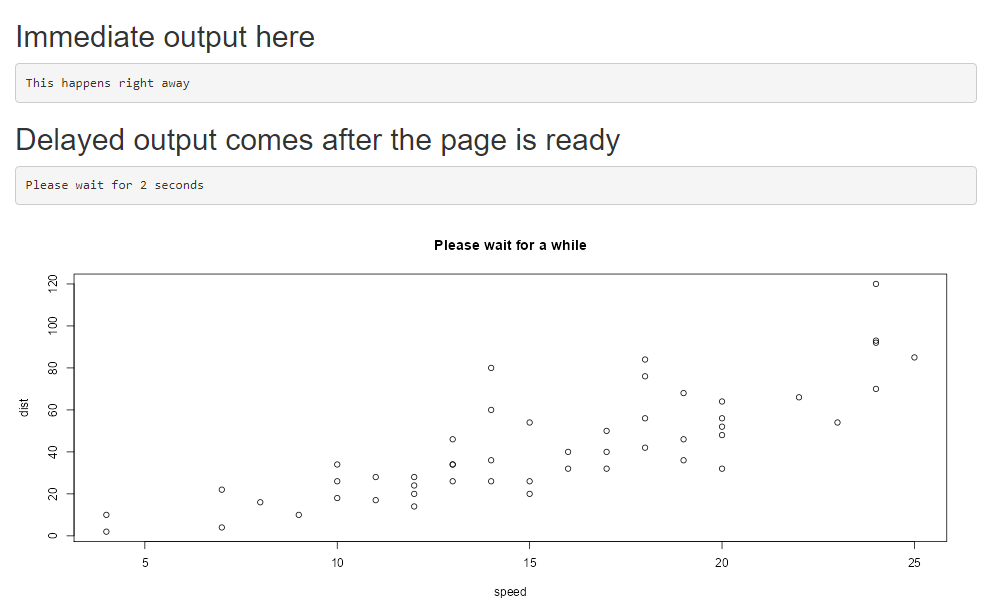 Immediate output here
This happens right away
Delayed output comes after the page is ready
Please wait for 2 seconds
Please wait for a while
120
100
80
60
40
20
0
dist
5 10 15 20 25
speed